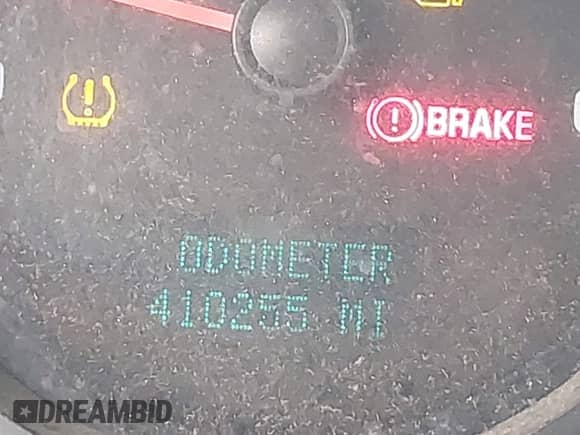 BRAKE
ODOMETER
410255 MI
DREAMBID